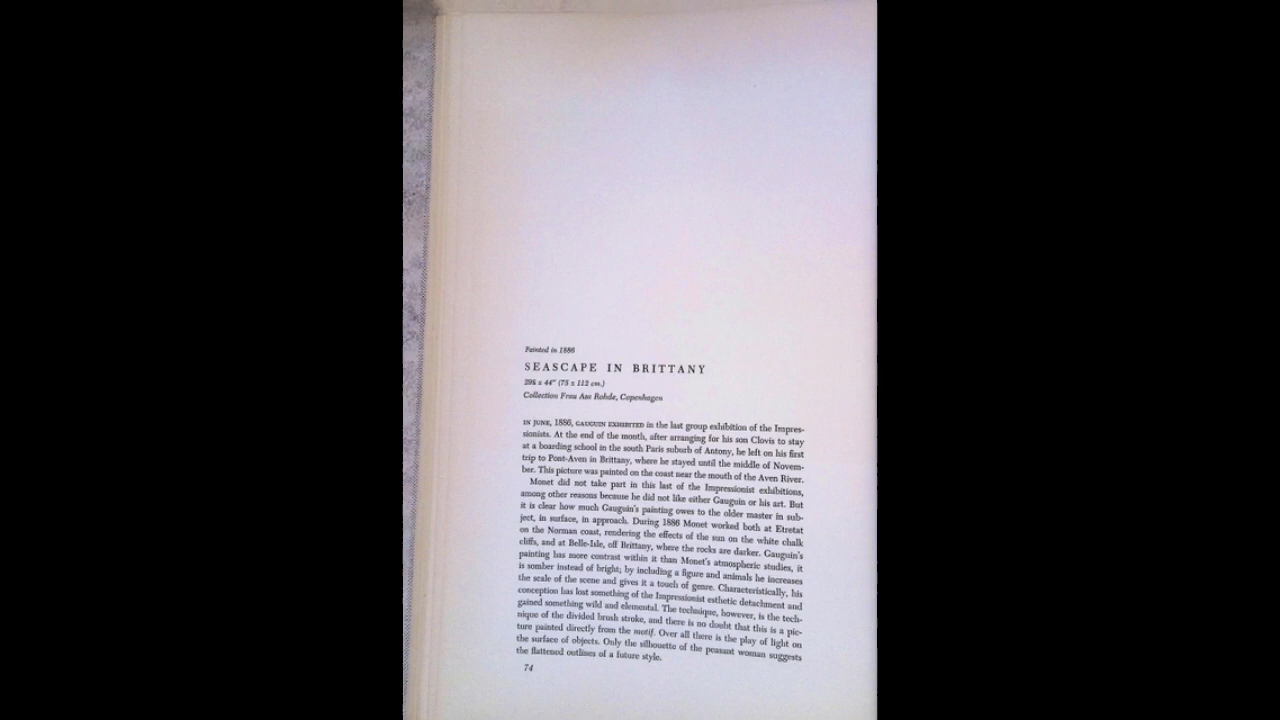 Painted in 1886
SEASCAPE IN BRITTANY
29⅝ x 44″ (75 x 112 cm.)
Collection Frau Ase Rohde, Copenhagen
IN JUNE, 1886, GAUGUIN EXHIBITED in the last group exhibition of the Impres-
sionists. At the end of the month, after arranging for his son Clovis to stay
at a boarding school in the south Paris suburb of Antony, he left on his first
trip to Pont-Aven in Brittany, where he stayed until the middle of Novem-
ber. This picture was painted on the coast near the mouth of the Aven River.
Monet did not take part in this last of the Impressionist exhibitions,
among other reasons because he did not like either Gauguin or his art. But
it is clear how much Gauguin's painting owes to the older master in sub-
ject, in surface, in approach. During 1886 Monet worked both at Etretat
on the Norman coast, rendering the effects of the sun on the white chalk
cliffs, and at Belle-Isle, off Brittany, where the rocks are darker. Gauguin's
painting has more contrast within it than Monet's atmospheric studies, it
is somber instead of bright; by including a figure and animals he increases
the scale of the scene and gives it a touch of genre. Characteristically, his
conception has lost something of the Impressionist esthetic detachment and
gained something wild and elemental. The technique, however, is the tech-
nique of the divided brush stroke, and there is no doubt that this is a pic-
ture painted directly from the motif. Over all there is the play of light on
the surface of objects. Only the silhouette of the peasant woman suggests
the flattened outlines of a future style.
74